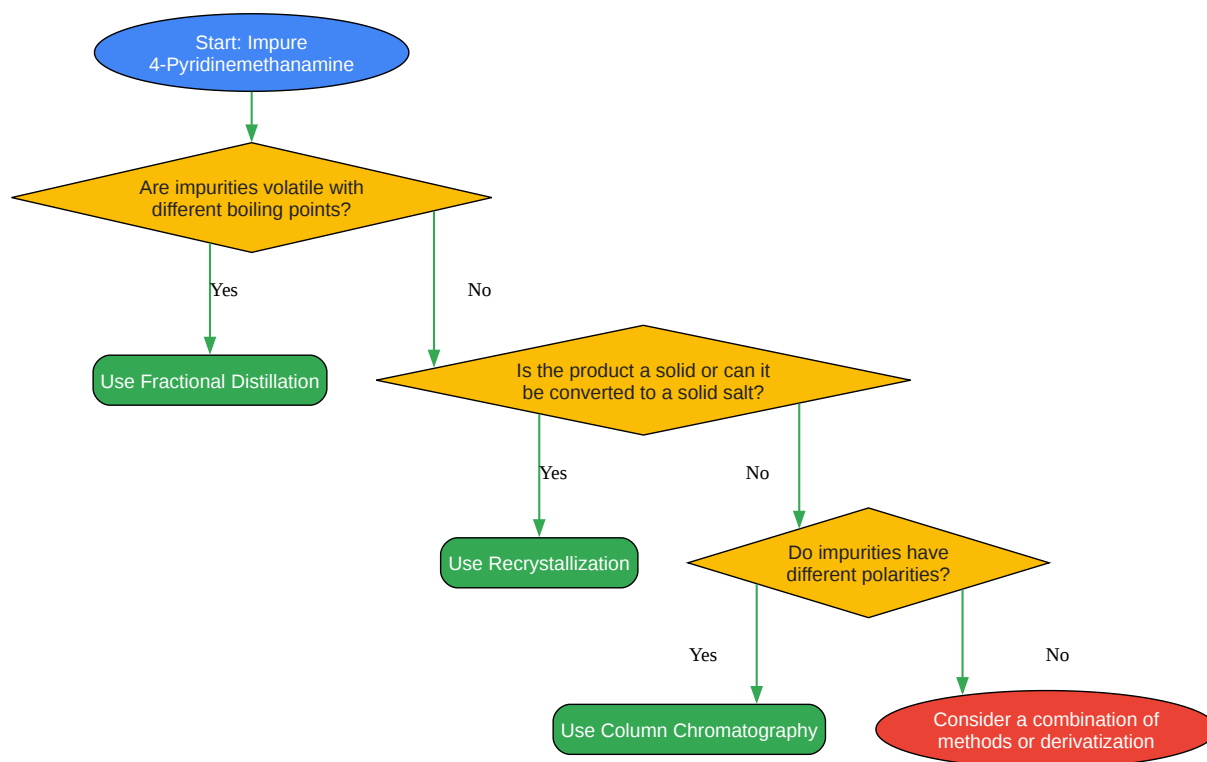 Start: Impure
4-Pyridinemethanamine
Are impurities volatile with
different boiling points?
Yes
No
Use Fractional Distillation
Is the product a solid or can it
be converted to a solid salt?
Yes
No
Use Recrystallization
Do impurities have
different polarities?
Yes
No
Use Column Chromatography
Consider a combination of
methods or derivatization